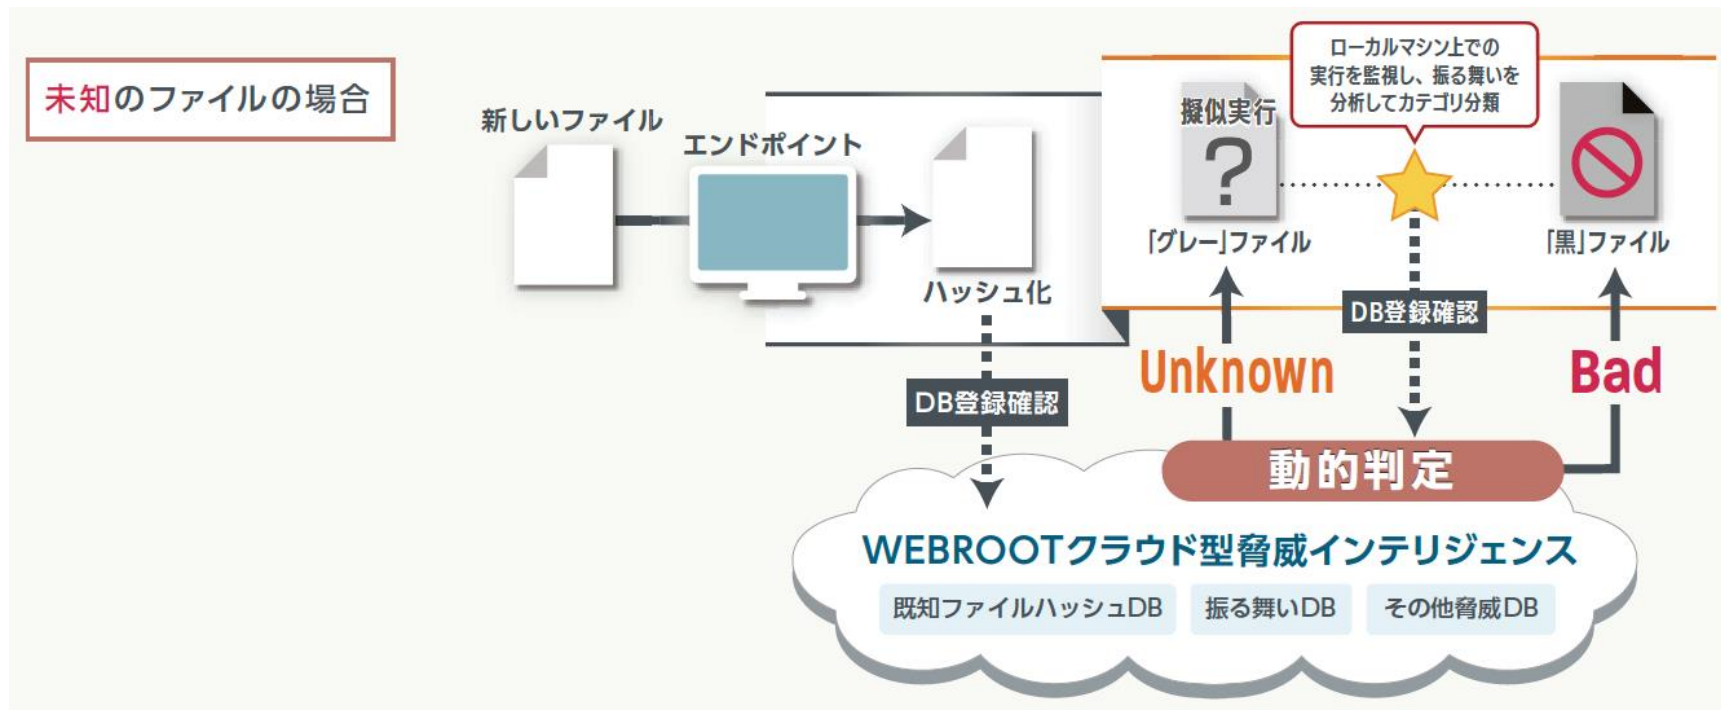 未知のファイルの場合
新しいファイル
エンドポイント
ハッシュ化
DB登録確認
ローカルマシン上での
実行を監視し、振る舞いを
分析してカテゴリ分類
擬似実行
?
「グレー」ファイル
「黒」ファイル
DB登録確認
Unknown
Bad
動的判定
WEBROOTクラウド型脅威インテリジェンス
既知ファイルハッシュDB
振る舞いDB
その他脅威DB